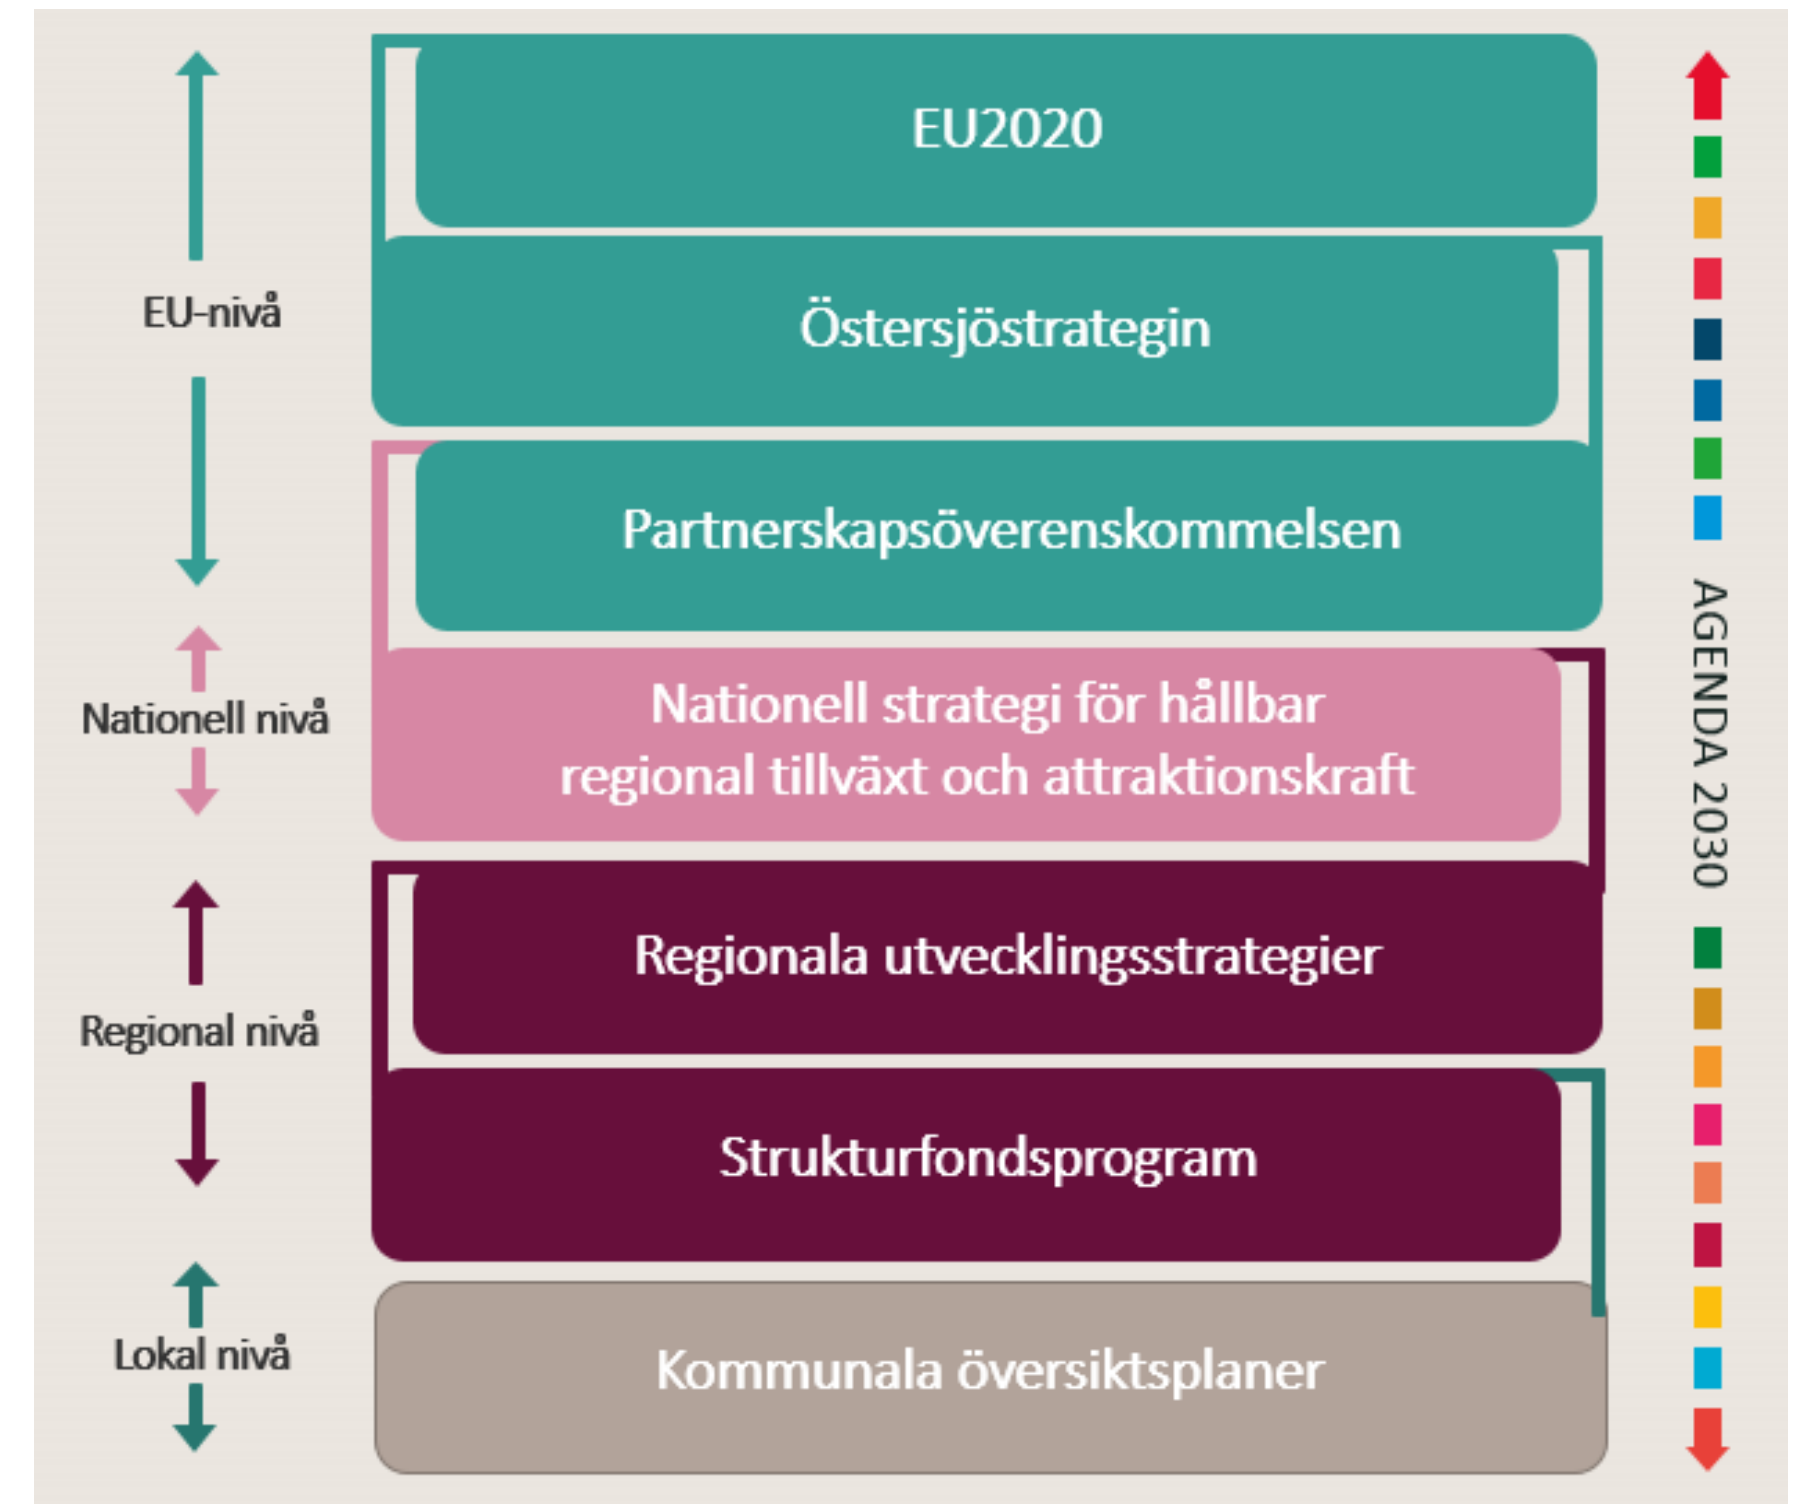 EU2020
Östersjöstrategin
EU-nivå
Partnerskapsöverenskommelsen
Nationell strategi för hållbar
regional tillväxt och attraktionskraft
Nationell nivå
Regionala utvecklingsstrategier
Regional nivå
Strukturfondsprogram
Kommunala översiktsplaner
Lokal nivå
AGENDA 2030